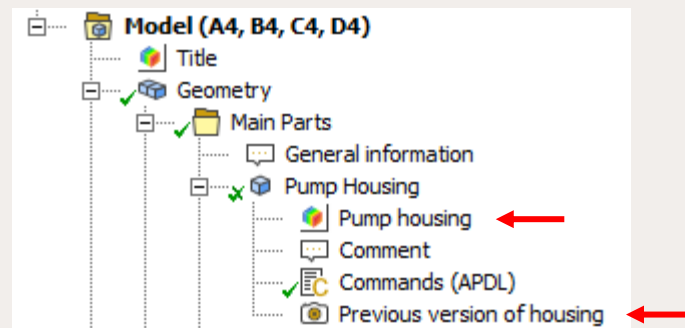 Model (A4, B4, C4, D4)
Title
Geometry
Main Parts
General information
Pump Housing
Pump housing
Comment
Commands (APDL)
Previous version of housing